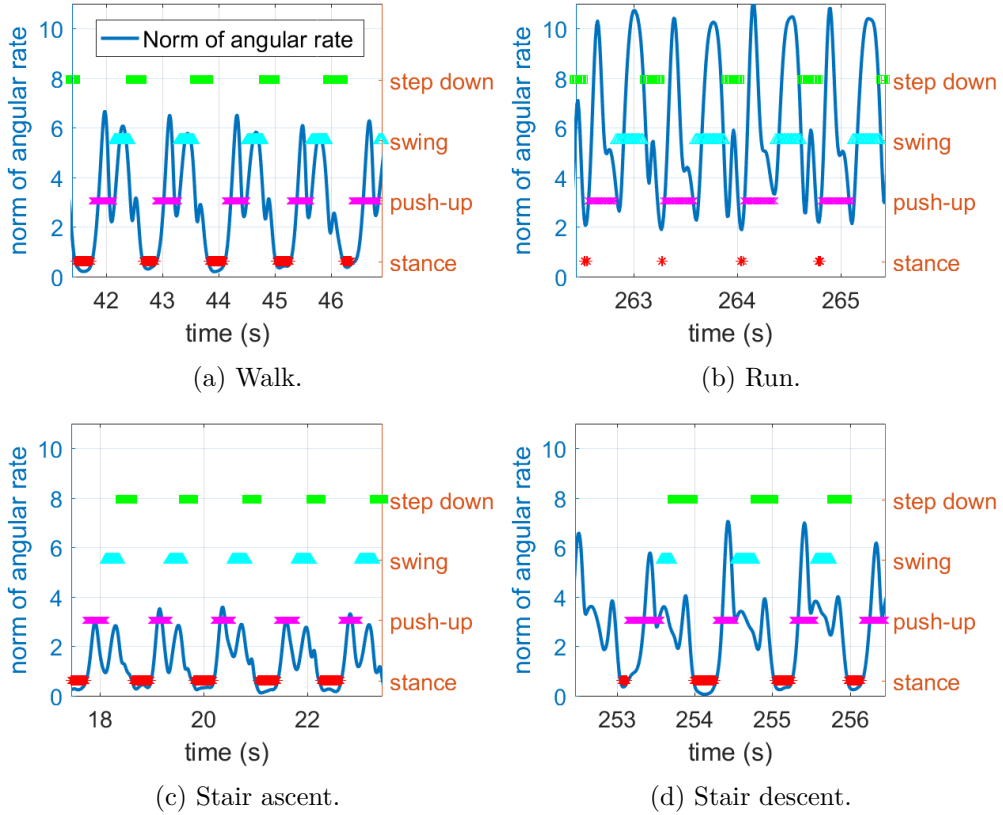 10
8
6
4
2
0
norm of angular rate
Norm of angular rate
step down
swing
push-up
stance
42
43
44
45
46
time (s)
(a) Walk.
10
8
6
4
2
0
norm of angular rate
step down
swing
push-up
stance
263
264
265
time (s)
(b) Run.
10
8
6
4
2
0
norm of angular rate
step down
swing
push-up
stance
18
20
22
time (s)
(c) Stair ascent.
10
8
6
4
2
0
norm of angular rate
step down
swing
push-up
stance
253
254
255
256
time (s)
(d) Stair descent.